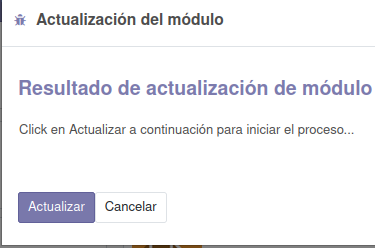 Actualización del módulo
Resultado de actualización de módulo
Click en Actualizar a continuación para iniciar el proceso...
Actualizar Cancelar